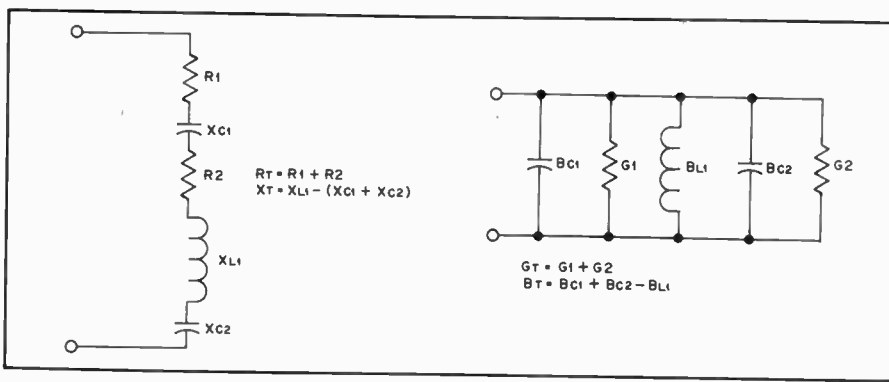 R1
XC1
R2
RT = R1 + R2
XT = XL1 - (XC1 + XC2)
XL1
XC2
BC1
G1
BL1
BC2
G2
GT = G1 + G2
BT = BC1 + BC2 - BL1